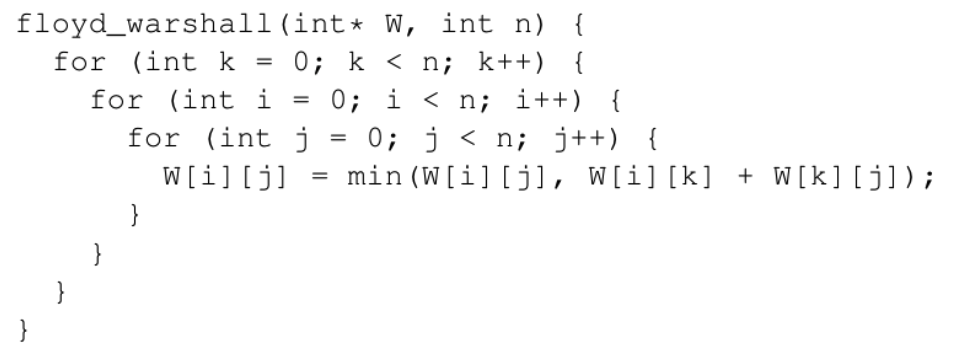 floyd_warshall(int* W, int n) {
  for (int k = 0; k < n; k++) {
    for (int i = 0; i < n; i++) {
      for (int j = 0; j < n; j++) {
        W[i][j] = min(W[i][j], W[i][k] + W[k][j]);
      }
    }
  }
}